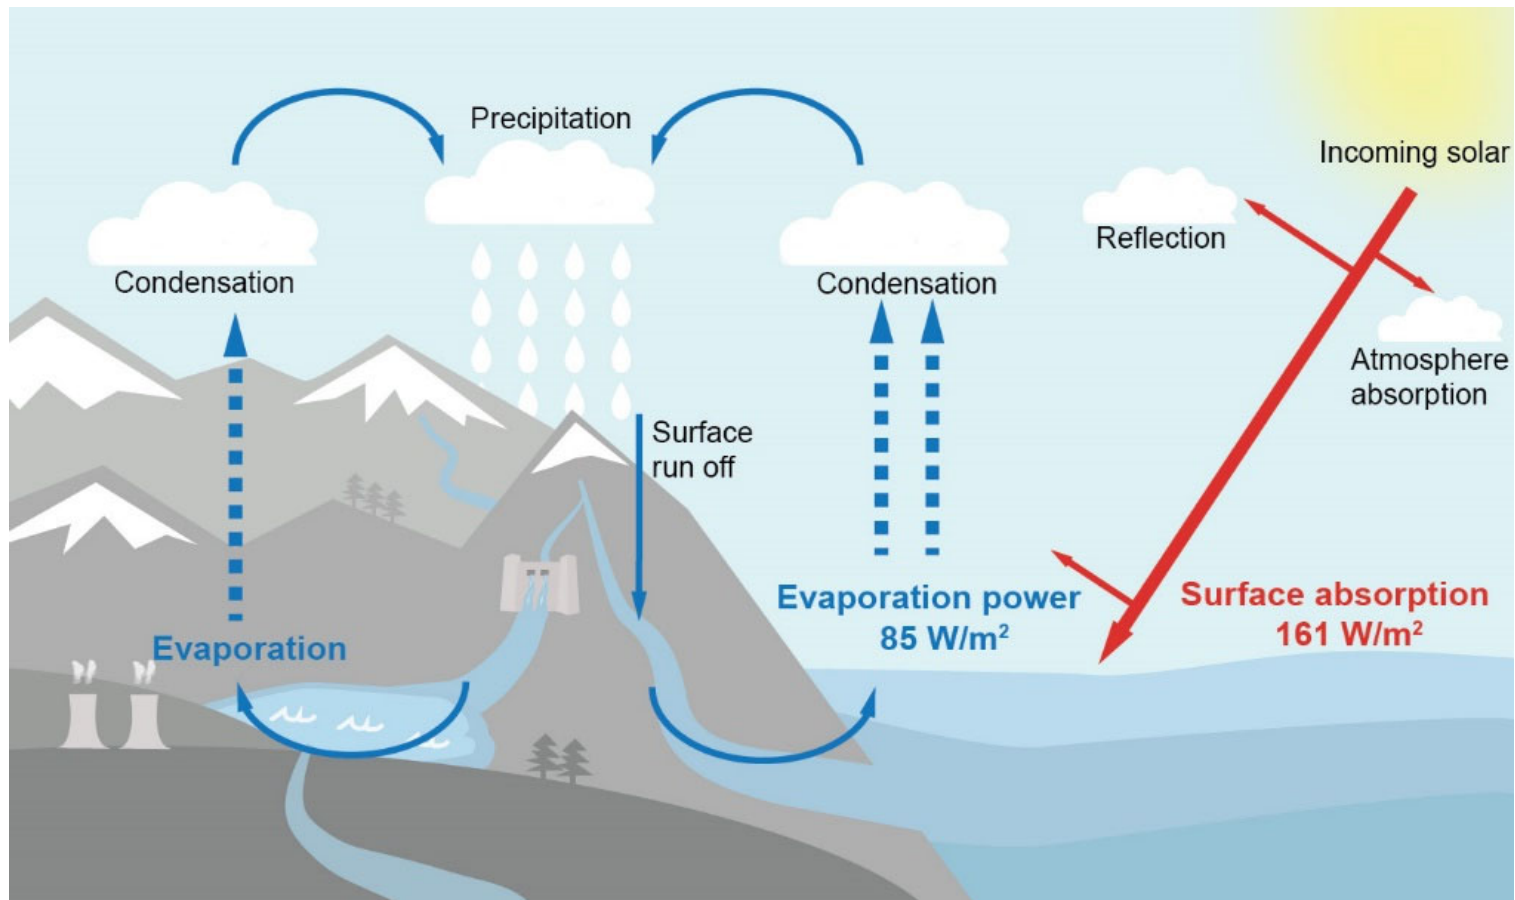 Precipitation
Incoming solar
Reflection
Condensation
Condensation
Atmosphere
absorption
Surface
run off
Evaporation power
85 W/m²
Surface absorption
161 W/m²
Evaporation